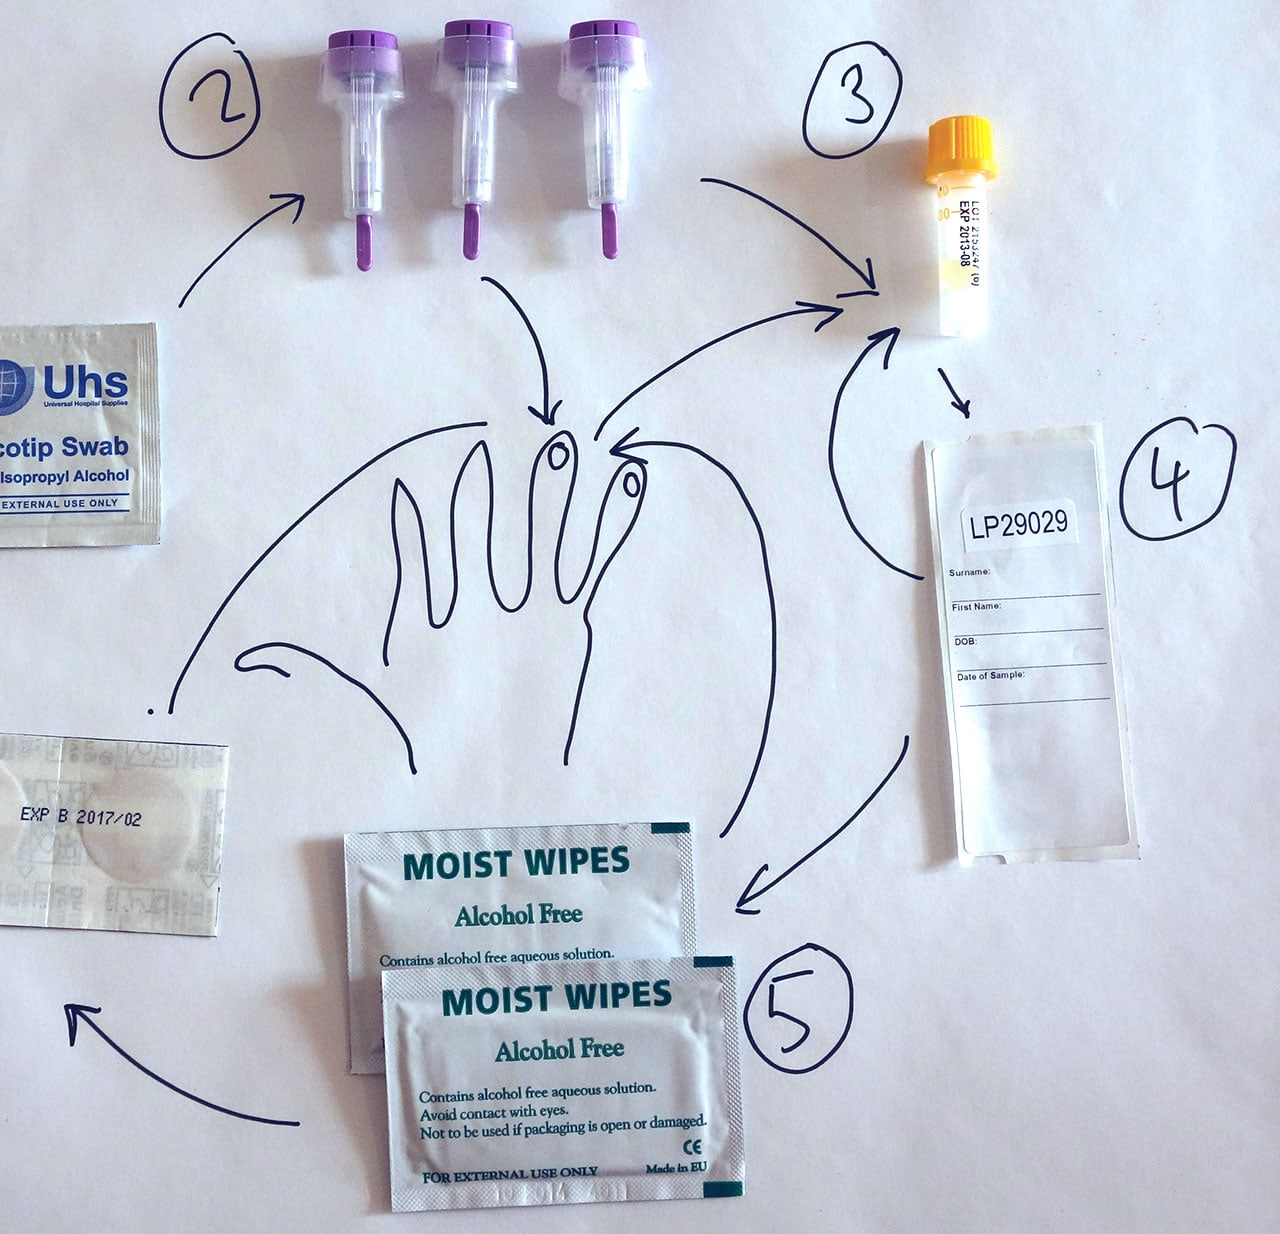 2
3
LOT 2153247 (b)
EXP 2013-08
Uhs
Universal Hospital Supplies
cotip Swab
Isopropyl Alcohol
EXTERNAL USE ONLY
4
LP29029
Surname:
First Name:
DOB:
Date of Sample:
EXP B 2017/02
MOIST WIPES
Alcohol Free
Contains alcohol free aqueous solution.
5
MOIST WIPES
Alcohol Free
Contains alcohol free aqueous solution.
Avoid contact with eyes.
Not to be used if packaging is open or damaged.
CE
FOR EXTERNAL USE ONLY
Made in EU